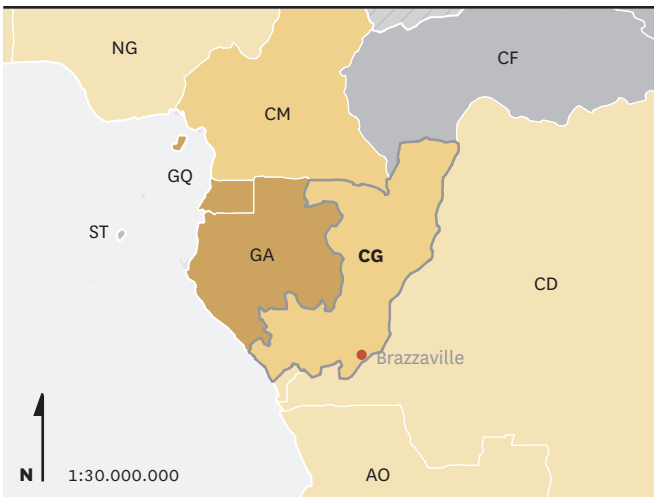 NG
CF
CM
GQ
ST
GA
CG
CD
Brazzaville
N 1:30.000.000
AO